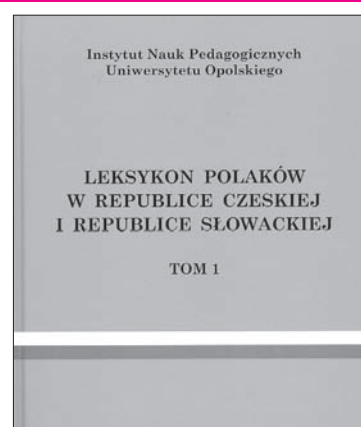 Instytut Nauk Pedagogicznych
Uniwersytetu Opolskiego
LEKSYKON POLAKÓW
W REPUBLICE CZESKIEJ
I REPUBLICE SŁOWACKIEJ
TOM 1